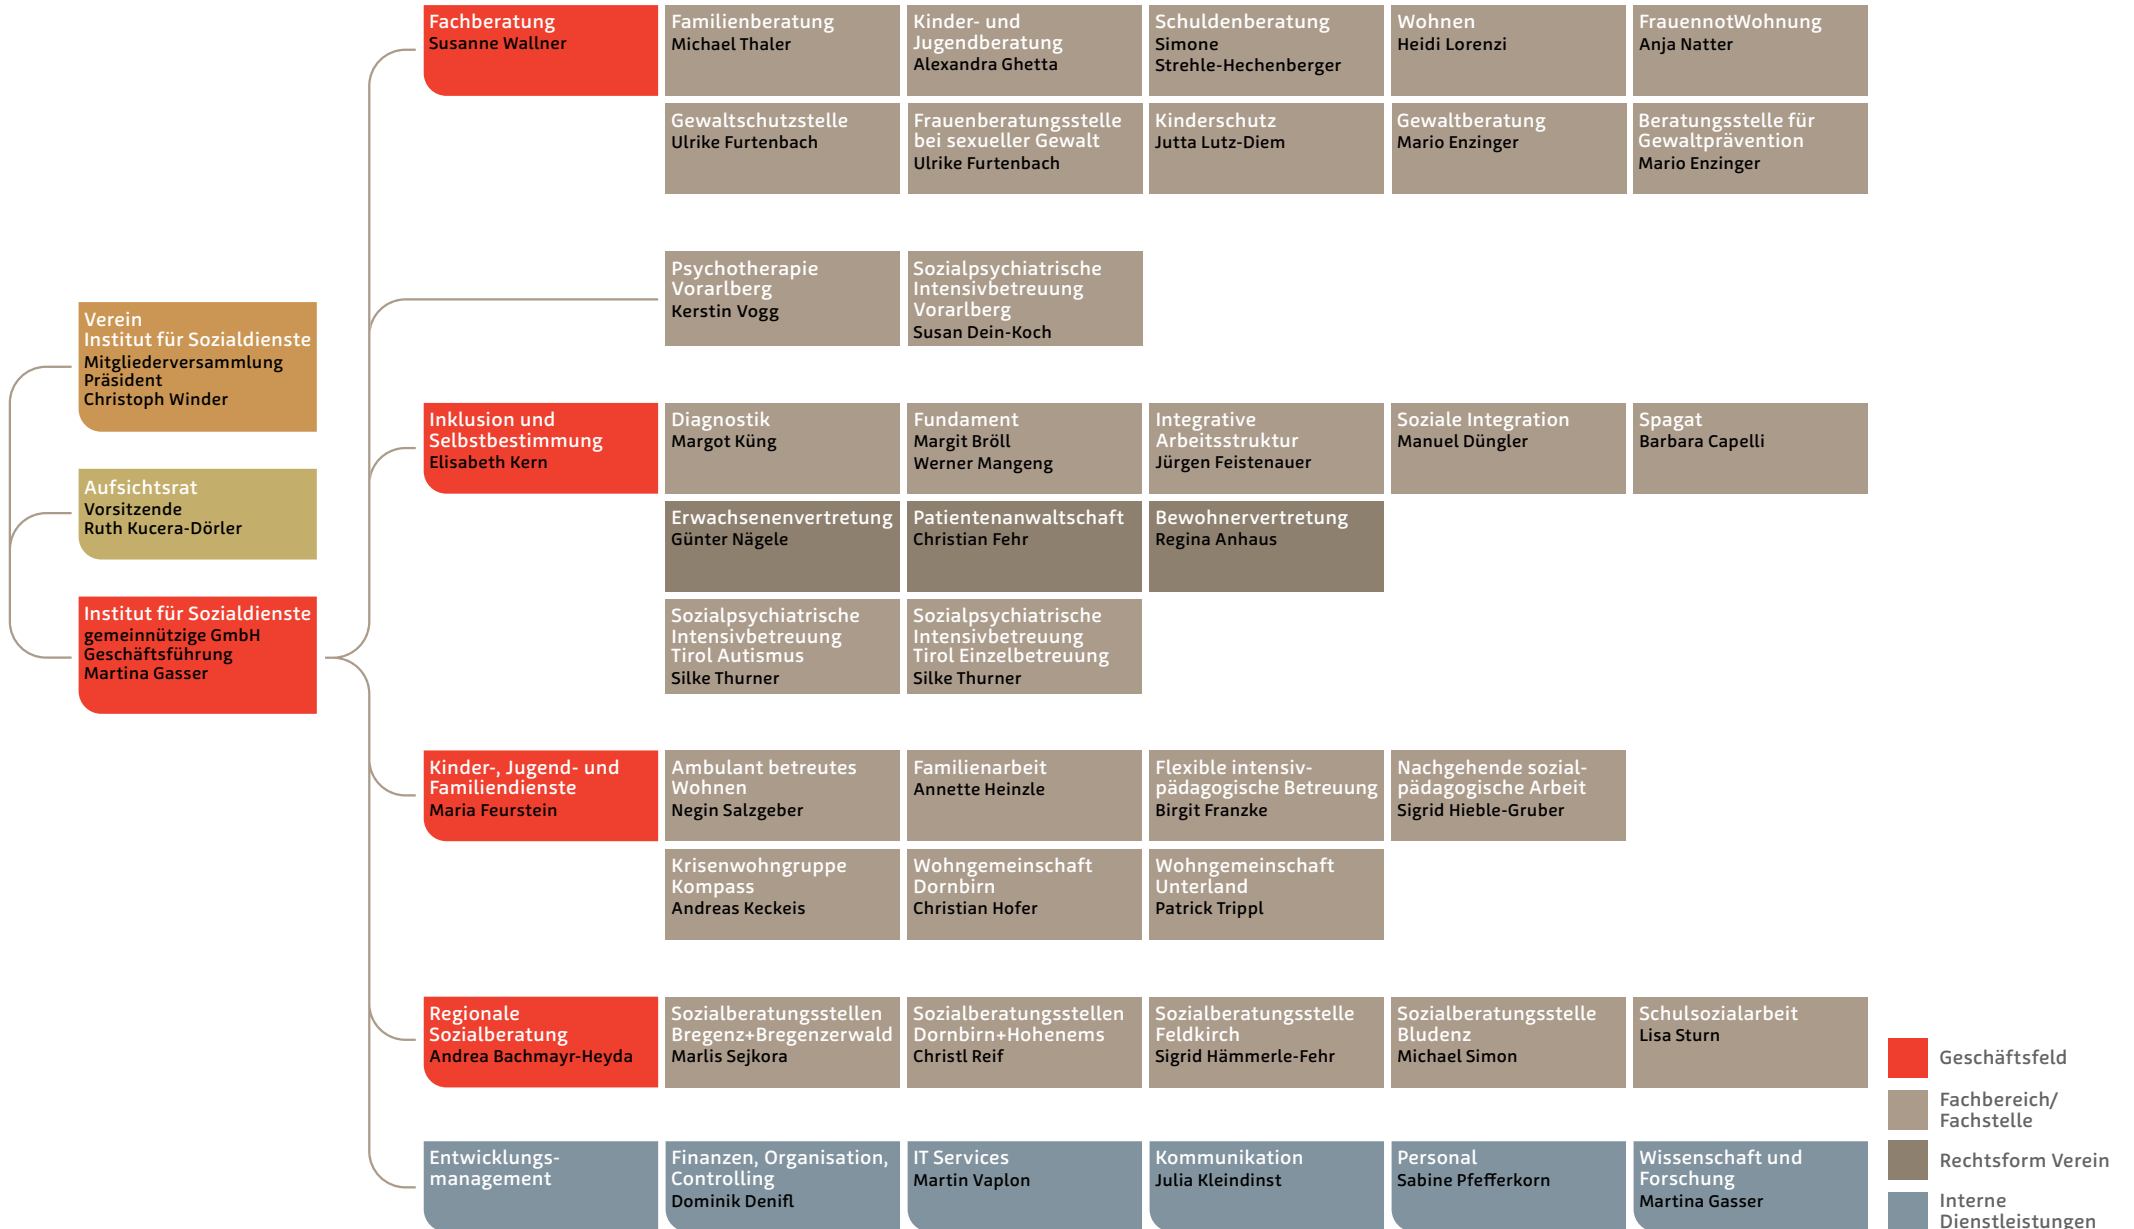 Verein
Institut für Sozialdienste
Mitgliederversammlung
Präsident
Christoph Winder
Aufsichtsrat
Vorsitzende
Ruth Kucera-Dörler
Institut für Sozialdienste
gemeinnützige GmbH
Geschäftsführung
Martina Gasser
Fachberatung
Susanne Wallner
Familienberatung
Michael Thaler
Kinder- und
Jugendberatung
Alexandra Ghetta
Schuldenberatung
Simone
Strehle-Hechenberger
Wohnen
Heidi Lorenzi
FrauennotWohnung
Anja Natter
Gewaltschutzstelle
Ulrike Furtenbach
Frauenberatungsstelle
bei sexueller Gewalt
Ulrike Furtenbach
Kinderschutz
Jutta Lutz-Diem
Gewaltberatung
Mario Enzinger
Beratungsstelle für
Gewaltprävention
Mario Enzinger
Psychotherapie
Vorarlberg
Kerstin Vogg
Sozialpsychiatrische
Intensivbetreuung
Vorarlberg
Susan Dein-Koch
Inklusion und
Selbstbestimmung
Elisabeth Kern
Diagnostik
Margot Küng
Fundament
Margit Bröll
Werner Mangeng
Integrative
Arbeitsstruktur
Jürgen Feistenauer
Soziale Integration
Manuel Düngler
Spagat
Barbara Capelli
Erwachsenenvertretung
Günter Nägele
Patientenanwaltschaft
Christian Fehr
Bewohnervertretung
Regina Anhaus
Sozialpsychiatrische
Intensivbetreuung
Tirol Autismus
Silke Thurner
Sozialpsychiatrische
Intensivbetreuung
Tirol Einzelbetreuung
Silke Thurner
Kinder-, Jugend- und
Familiendienste
Maria Feurstein
Ambulant betreutes
Wohnen
Negin Salzgeber
Familienarbeit
Annette Heinzle
Flexible intensiv-
pädagogische Betreuung
Birgit Franzke
Nachgehende sozial-
pädagogische Arbeit
Sigrid Hieble-Gruber
Krisenwohngruppe
Kompass
Andreas Keckeis
Wohngemeinschaft
Dornbirn
Christian Hofer
Wohngemeinschaft
Unterland
Patrick Trippl
Regionale
Sozialberatung
Andrea Bachmayr-Heyda
Sozialberatungsstellen
Bregenz+Bregenzerwald
Marlis Sejkora
Sozialberatungsstellen
Dornbirn+Hohenems
Christl Reif
Sozialberatungsstelle
Feldkirch
Sigrid Hämmerle-Fehr
Sozialberatungsstelle
Bludenz
Michael Simon
Schulsozialarbeit
Lisa Sturn
Entwicklungs-
management
Finanzen, Organisation,
Controlling
Dominik Denifl
IT Services
Martin Vaplon
Kommunikation
Julia Kleindinst
Personal
Sabine Pfefferkorn
Wissenschaft und
Forschung
Martina Gasser
Geschäftsfeld
Fachbereich/
Fachstelle
Rechtsform Verein
Interne
Dienstleistungen